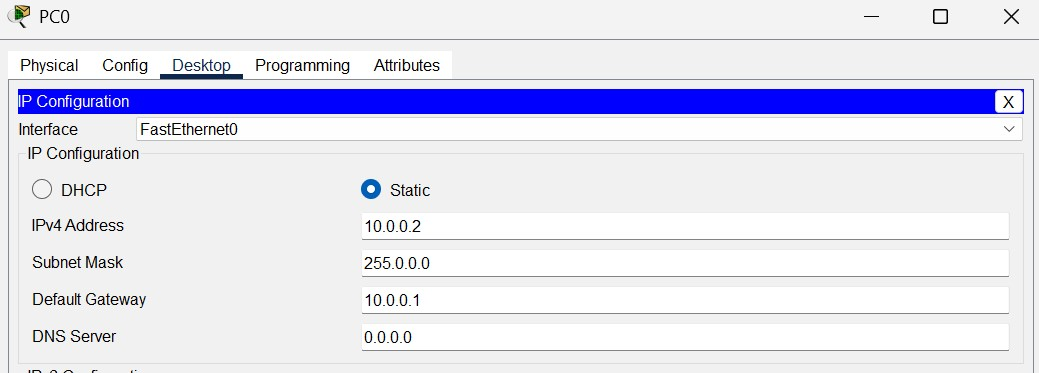 PC0
Physical Config Desktop Programming Attributes
IP Configuration X
Interface FastEthernet0
IP Configuration
DHCP Static
IPv4 Address 10.0.0.2
Subnet Mask 255.0.0.0
Default Gateway 10.0.0.1
DNS Server 0.0.0.0